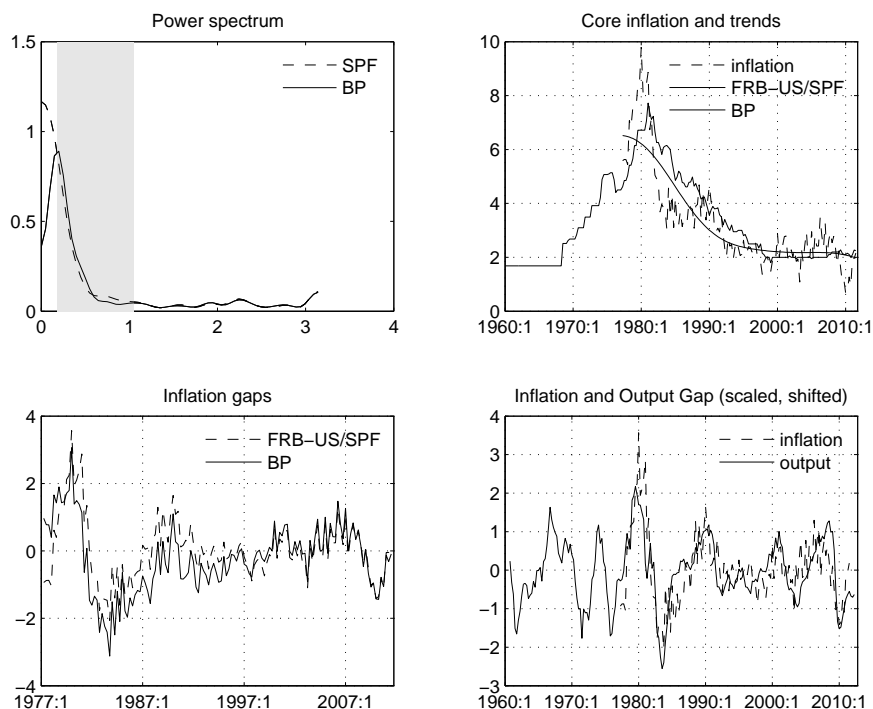 Power spectrum
1.5
1
0.5
0
0 1 2 3 4
SPF
BP
Core inflation and trends
10
8
6
4
2
0
1960:1 1970:1 1980:1 1990:1 2000:1 2010:1
inflation
FRB−US/SPF
BP
Inflation gaps
4
2
0
−2
−4
1977:1 1987:1 1997:1 2007:1
FRB−US/SPF
BP
Inflation and Output Gap (scaled, shifted)
4
3
2
1
0
−1
−2
−3
1960:1 1970:1 1980:1 1990:1 2000:1 2010:1
inflation
output